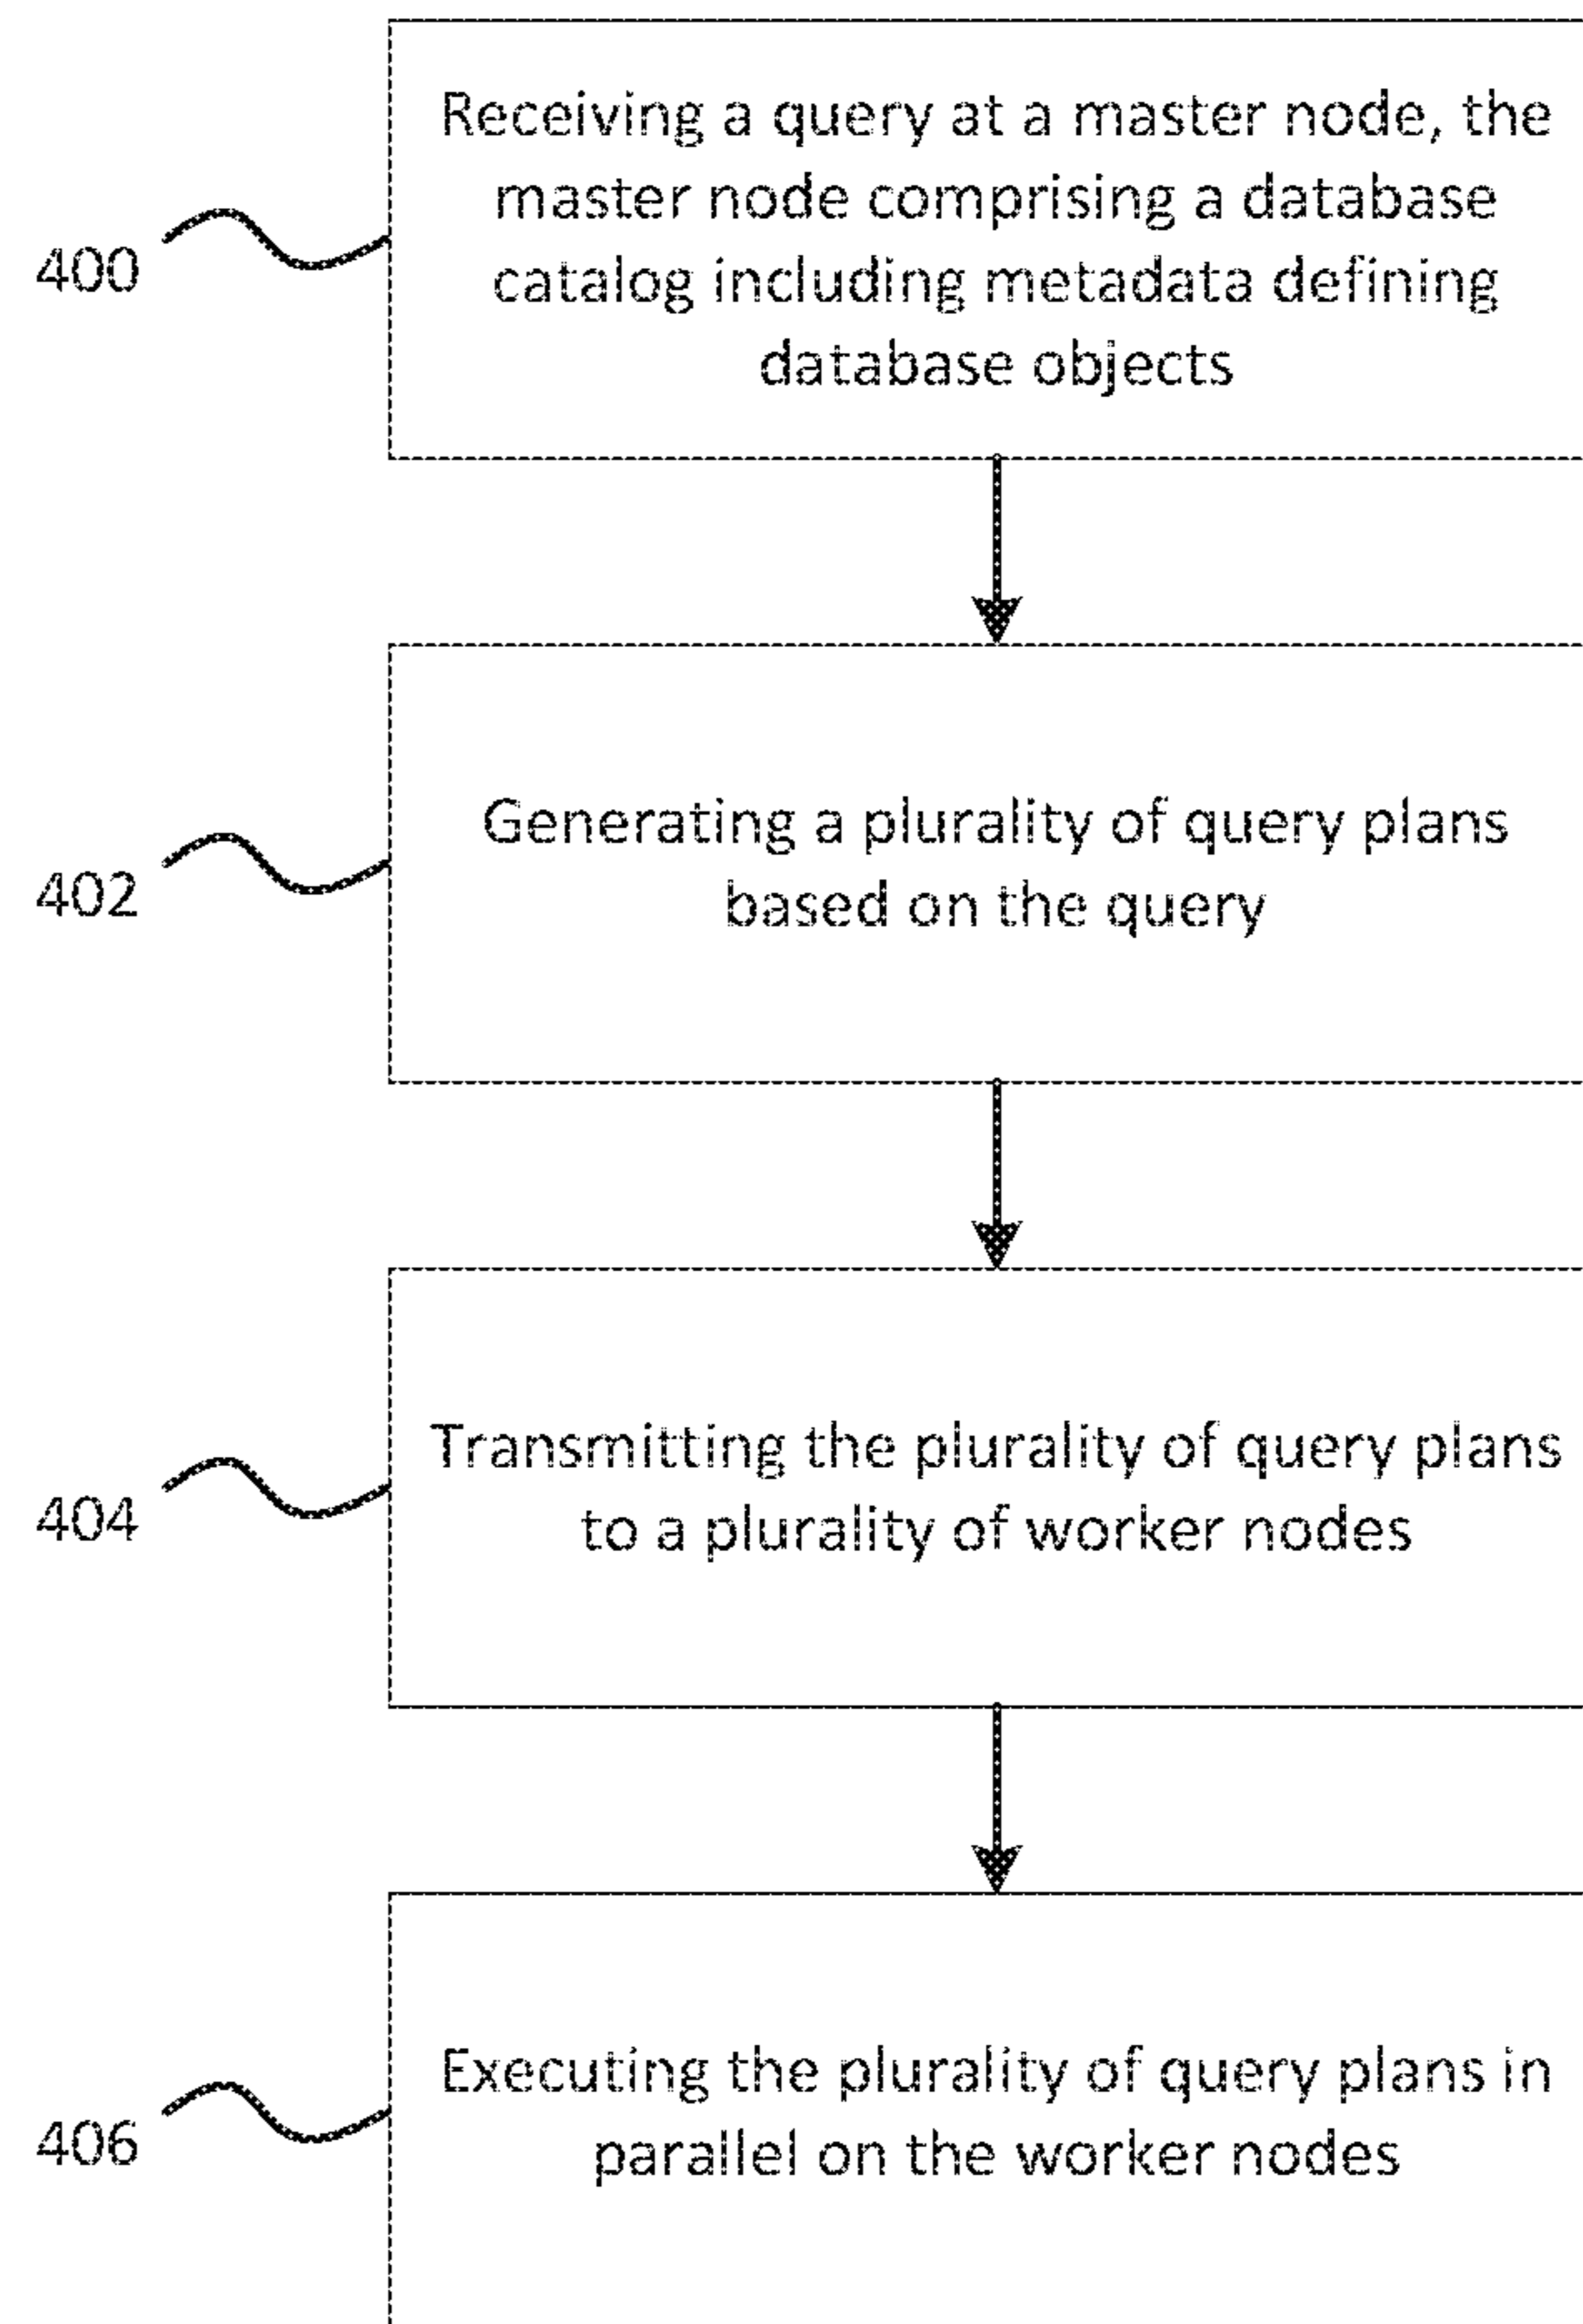 Receiving a query at a master node, the
master node comprising a database
catalog including metadata defining
database objects
400
Generating a plurality of query plans
based on the query
402
Transmitting the plurality of query plans
to a plurality of worker nodes
404
Executing the plurality of query plans in
parallel on the worker nodes
406